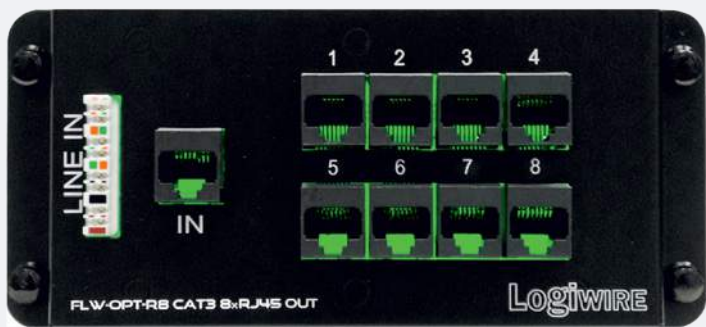 LINE IN
IN
1 2 3 4
5 6 7 8
FLW-OPT-R8 CAT3 8xRJ45 OUT
LOGIWIRE